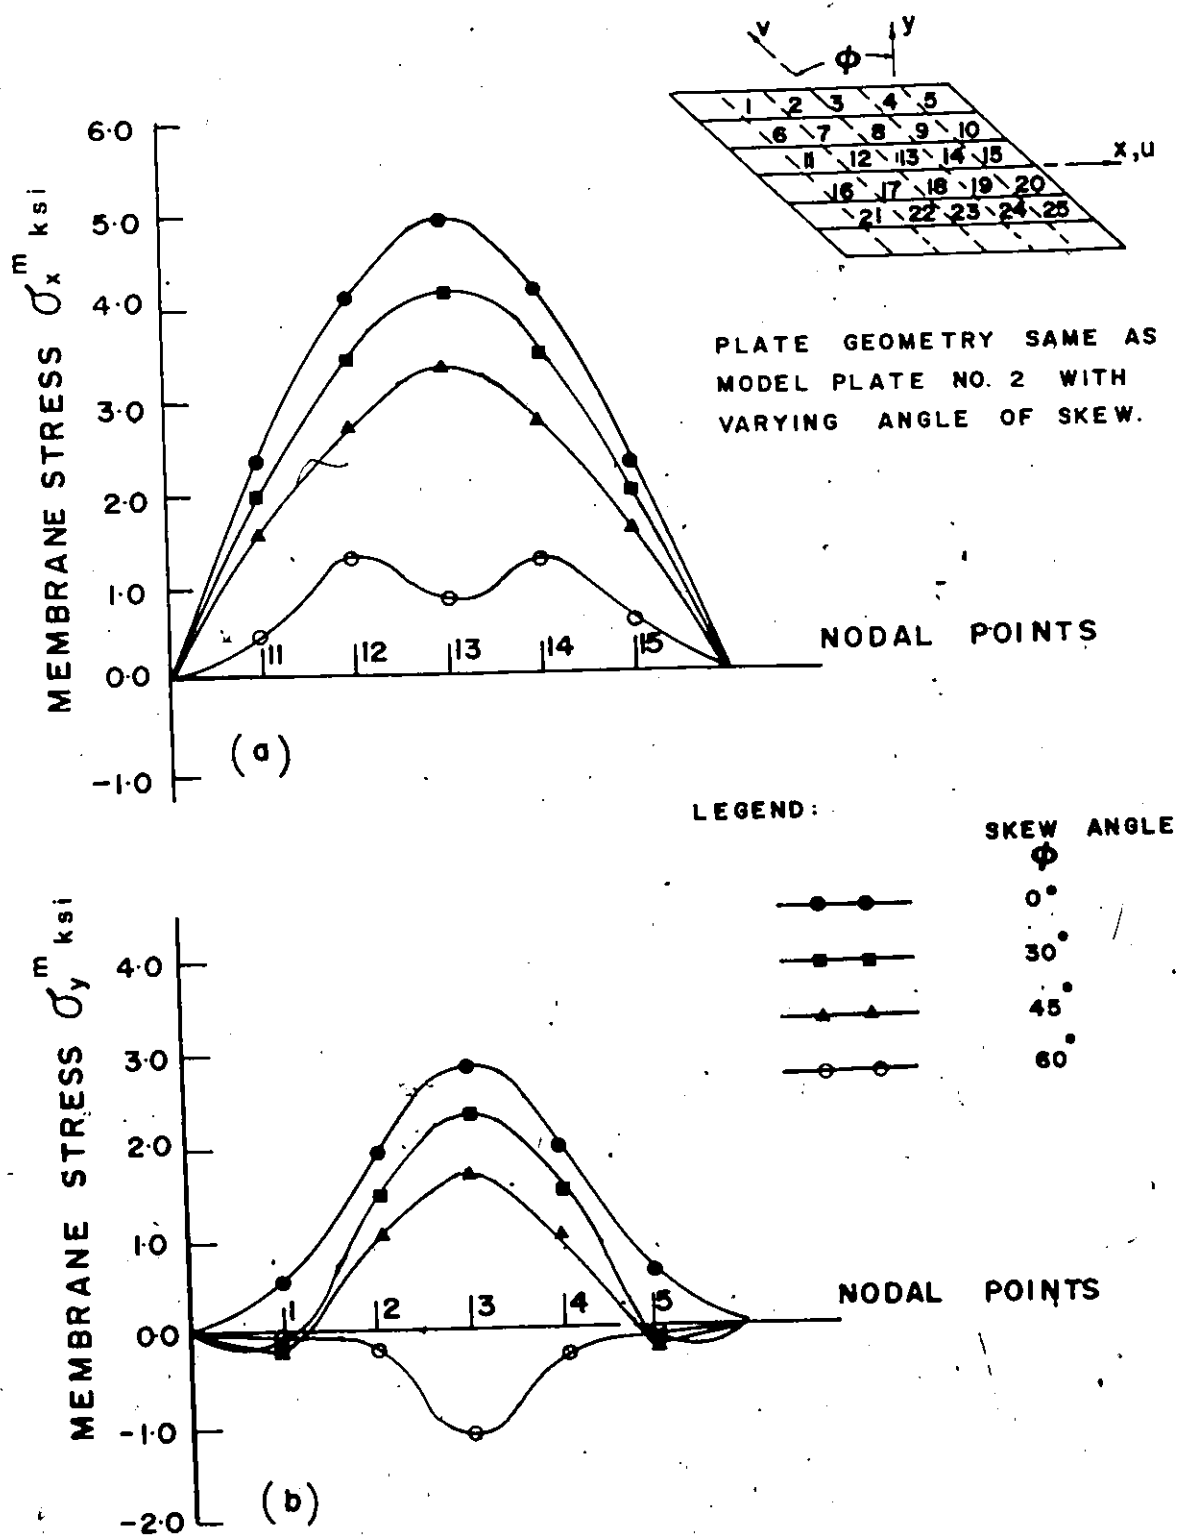 v
y
ϕ
1 2 3 4 5
6 7 8 9 10
x,u
11 12 13 14 15
16 17 18 19 20
21 22 23 24 25
PLATE GEOMETRY SAME AS
MODEL PLATE NO. 2 WITH
VARYING ANGLE OF SKEW.
MEMBRANE STRESS σ_x^m ksi
6·0
5·0
4·0
3·0
2·0
1·0
0·0
-1·0
11 12 13 14 15
NODAL POINTS
(a)
LEGEND:
SKEW ANGLE
ϕ
0°
30°
45°
60°
MEMBRANE STRESS σ_y^m ksi
4·0
3·0
2·0
1·0
0·0
-1·0
-2·0
1 2 3 4 5
NODAL POINTS
(b)